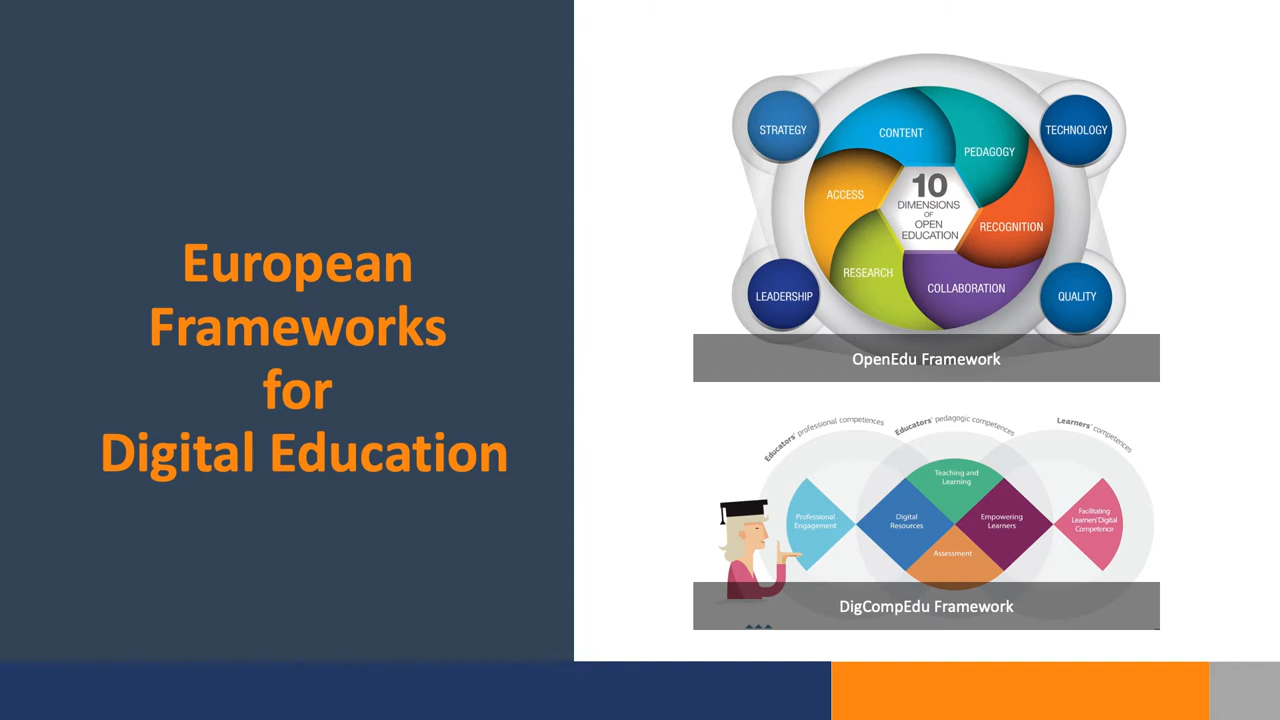 European
Frameworks
for
Digital Education
STRATEGY
TECHNOLOGY
CONTENT
PEDAGOGY
ACCESS
RECOGNITION
RESEARCH
COLLABORATION
10
DIMENSIONS
OF
OPEN
EDUCATION
LEADERSHIP
QUALITY
OpenEdu Framework
Educators' professional competences
Educators' pedagogic competences
Learners' competences
Teaching and
Learning
Professional
Engagement
Digital
Resources
Empowering
Learners
Facilitating
Learners' Digital
Competence
Assessment
DigCompEdu Framework